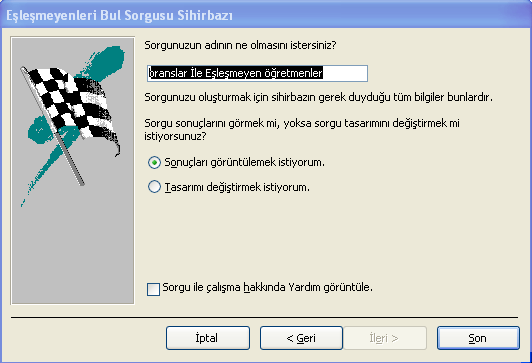 Eşleşmeyenleri Bul Sorgusu Sihirbazı
Sorgunuzun adının ne olmasını istersiniz?
branslar İle Eşleşmeyen öğretmenler
Sorgunuzu oluşturmak için sihirbazın gerek duyduğu tüm bilgiler bunlardır.
Sorgu sonuçlarını görmek mi, yoksa sorgu tasarımını değiştirmek mi
istiyorsunuz?
Sonuçları görüntülemek istiyorum.
Tasarımı değiştirmek istiyorum.
Sorgu ile çalışma hakkında Yardım görüntüle.
İptal
< Geri
İleri >
Son